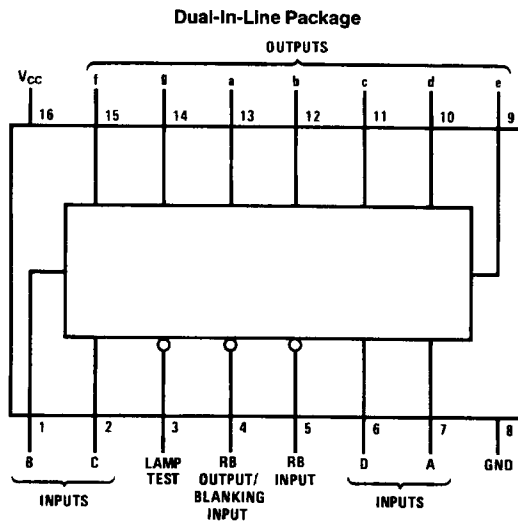 Dual-In-Line Package
OUTPUTS
VCC f g a b c d e
16 15 14 13 12 11 10 9
1 2 3 4 5 6 7 8
B C LAMP RB RB D A GND
TEST OUTPUT/ INPUT
INPUTS BLANKING INPUTS
INPUT